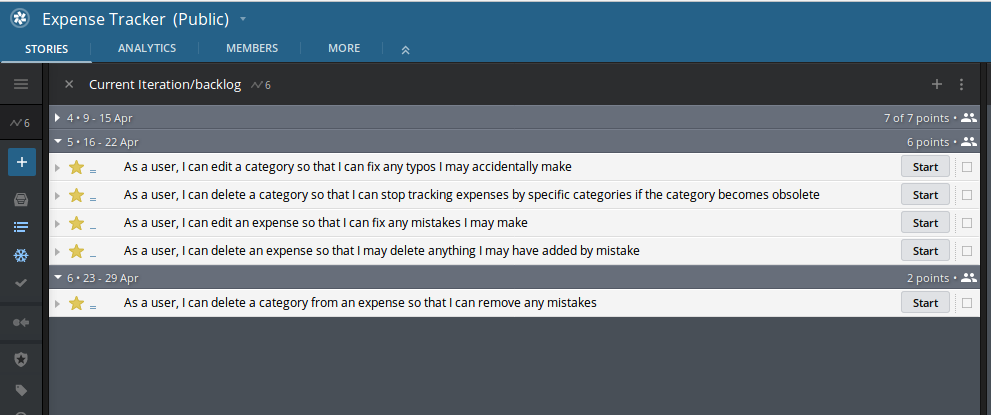 Expense Tracker (Public)
STORIES ANALYTICS MEMBERS MORE
Current Iteration/backlog 6
6
4 • 9 - 15 Apr 7 of 7 points •
5 • 16 - 22 Apr 6 points •
As a user, I can edit a category so that I can fix any typos I may accidentally make Start
As a user, I can delete a category so that I can stop tracking expenses by specific categories if the category becomes obsolete Start
As a user, I can edit an expense so that I can fix any mistakes I may make Start
As a user, I can delete an expense so that I may delete anything I may have added by mistake Start
6 • 23 - 29 Apr 2 points •
As a user, I can delete a category from an expense so that I can remove any mistakes Start